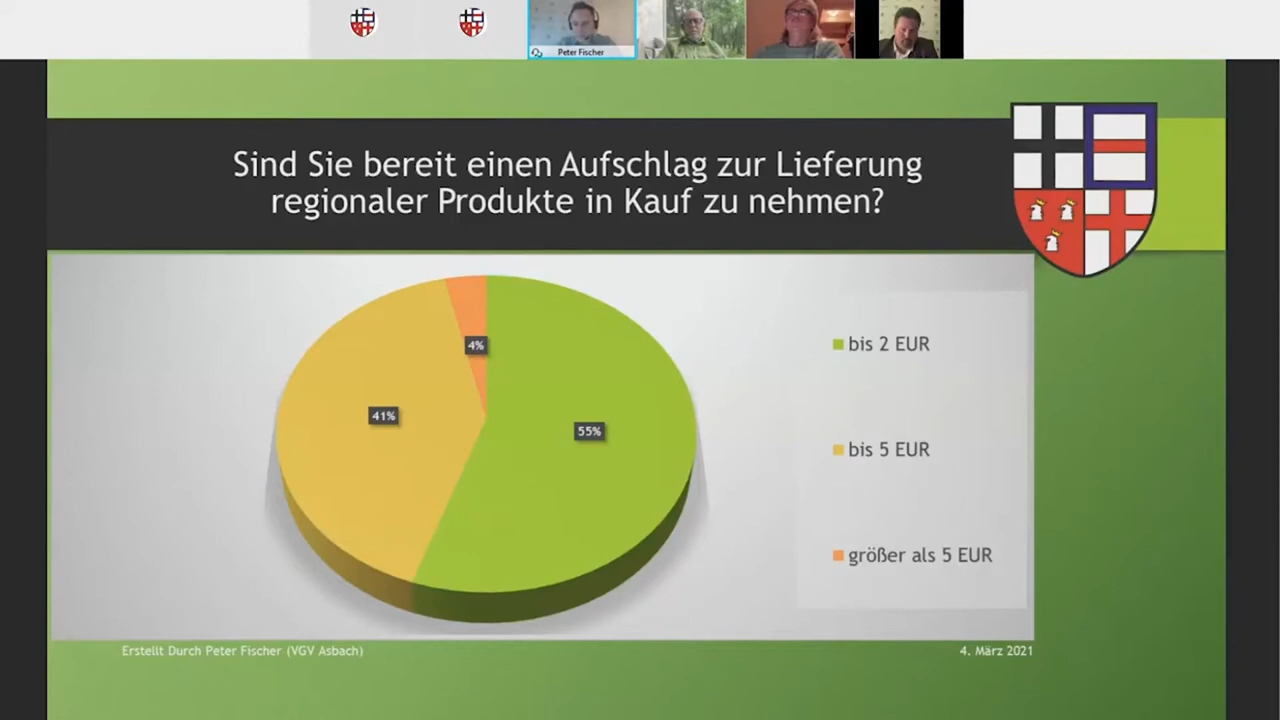 Peter Fischer
Sind Sie bereit einen Aufschlag zur Lieferung
regionaler Produkte in Kauf zu nehmen?
4%
41%
55%
bis 2 EUR
bis 5 EUR
größer als 5 EUR
Erstellt Durch Peter Fischer (VGV Asbach)
4. März 2021